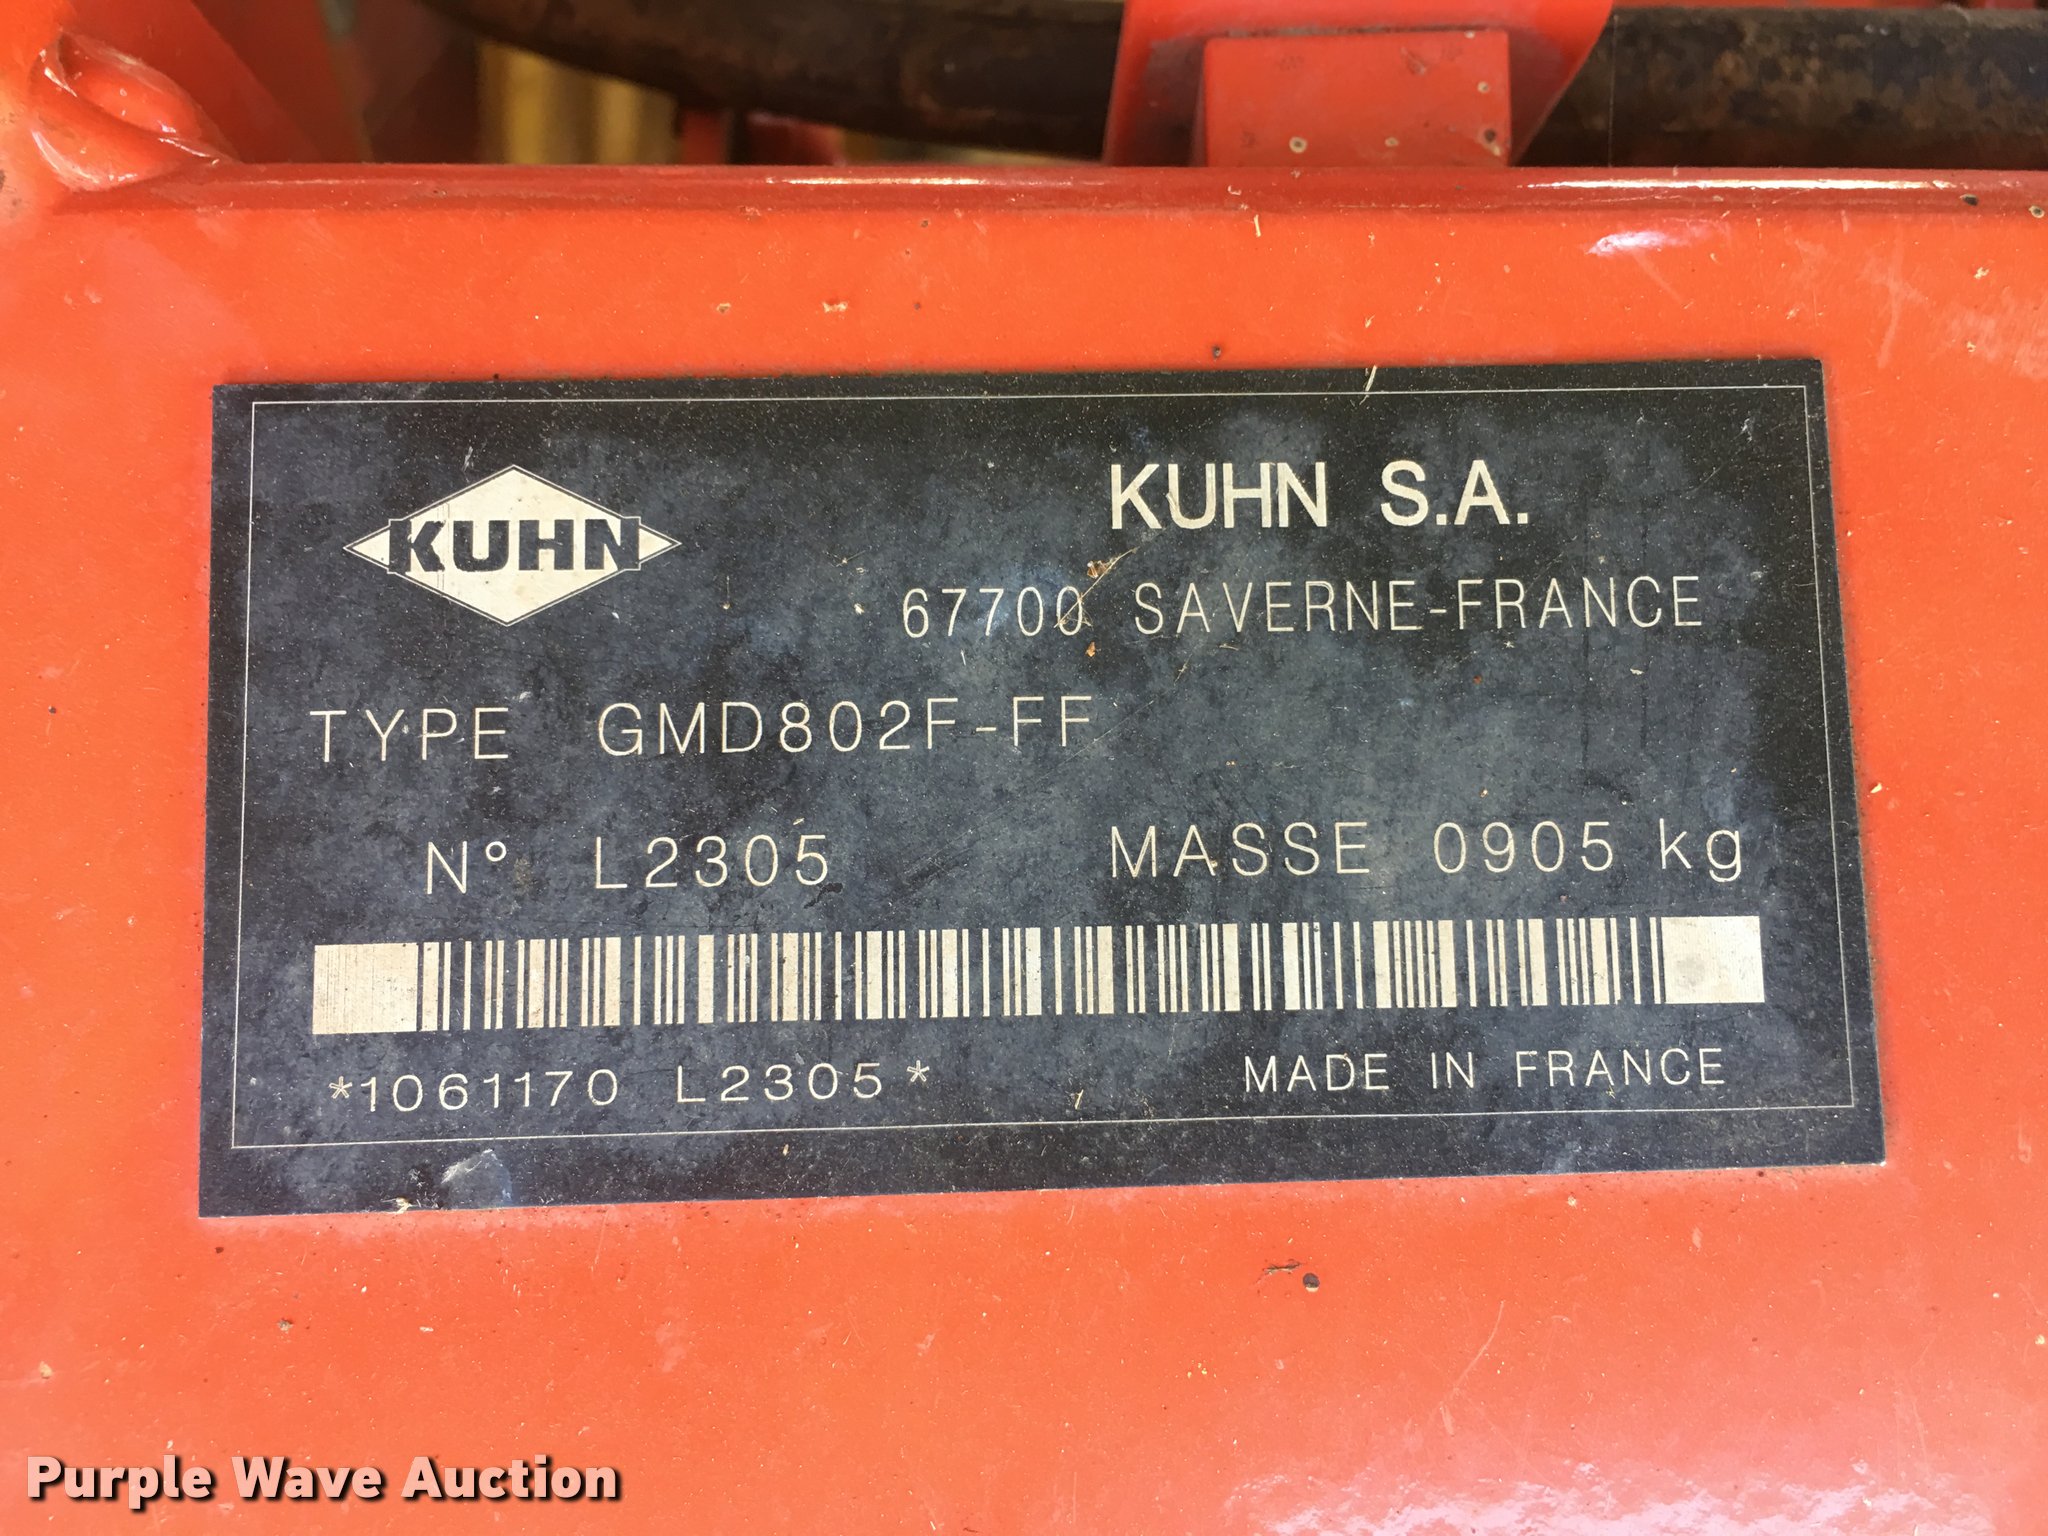 KUHN
KUHN S.A.
67700 SAVERNE-FRANCE
TYPE GMD802F-FF
N° L2305 MASSE 0905 kg
*1061170 L2305*
MADE IN FRANCE
Purple Wave Auction